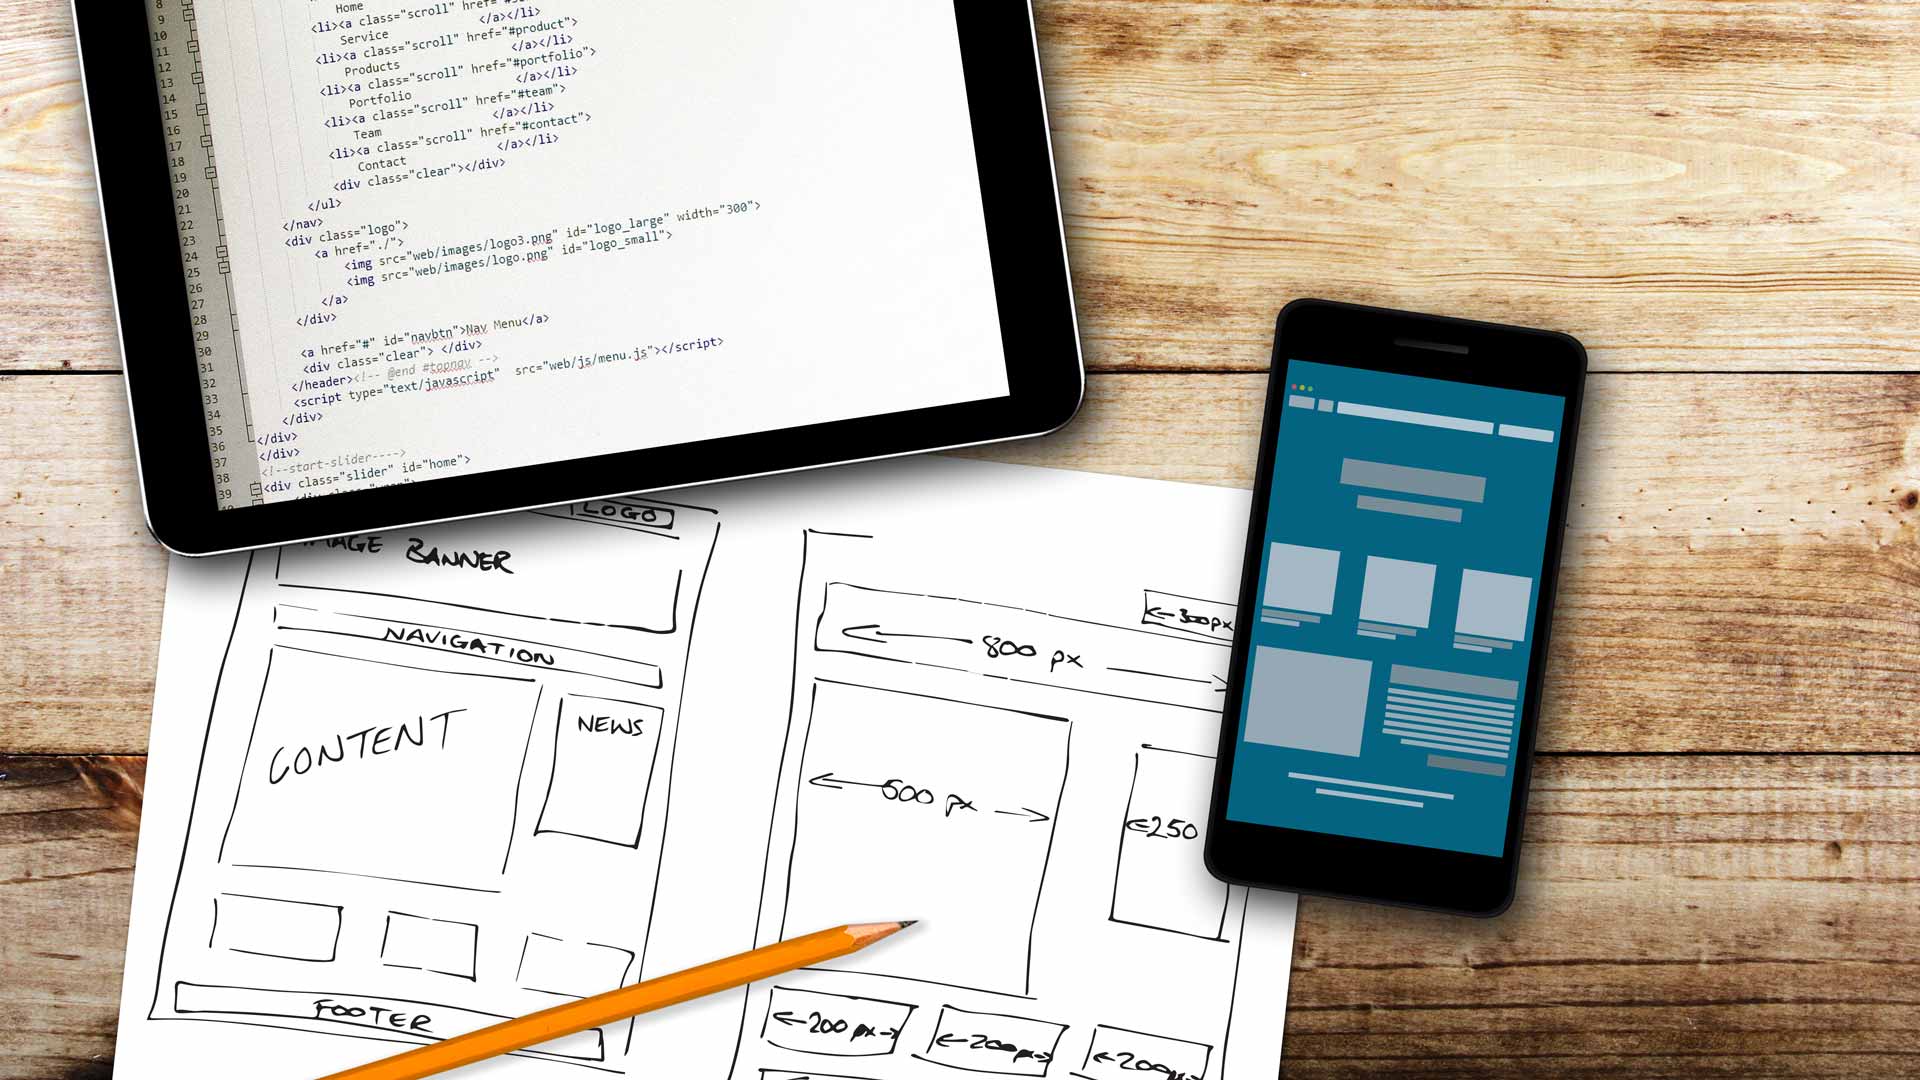 8
9
10
11
12
13
14
15
16
17
18
19
20
21
22
23
24
25
26
27
28
29
30
31
32
33
34
35
36
37
38
39
Home
<li><a class="scroll" href=
Service </a></li>
<li><a class="scroll" href="#product">
Products </a></li>
<li><a class="scroll" href="#portfolio">
Portfolio </a></li>
<li><a class="scroll" href="#team">
Team </a></li>
<li><a class="scroll" href="#contact">
Contact </a></li>
<div class="clear"></div>
</ul>
</nav>
<div class="logo">
<a href="./">
<img src="web/images/logo3.png" id="logo_large" width="300">
<img src="web/images/logo.png" id="logo_small">
</a>
</div>
<a href="#" id="navbtn">Nav Menu</a>
<div class="clear"> </div>
</header><!-- @end #topnav -->
<script type="text/javascript" src="web/js/menu.js"></script>
</div>
</div>
</div>
<!--start-slider---->
<div class="slider" id="home">
LOGO
IMAGE BANNER
NAVIGATION
CONTENT
NEWS
FOOTER
300px
800 px
500 px
250
200 px
200px
200px